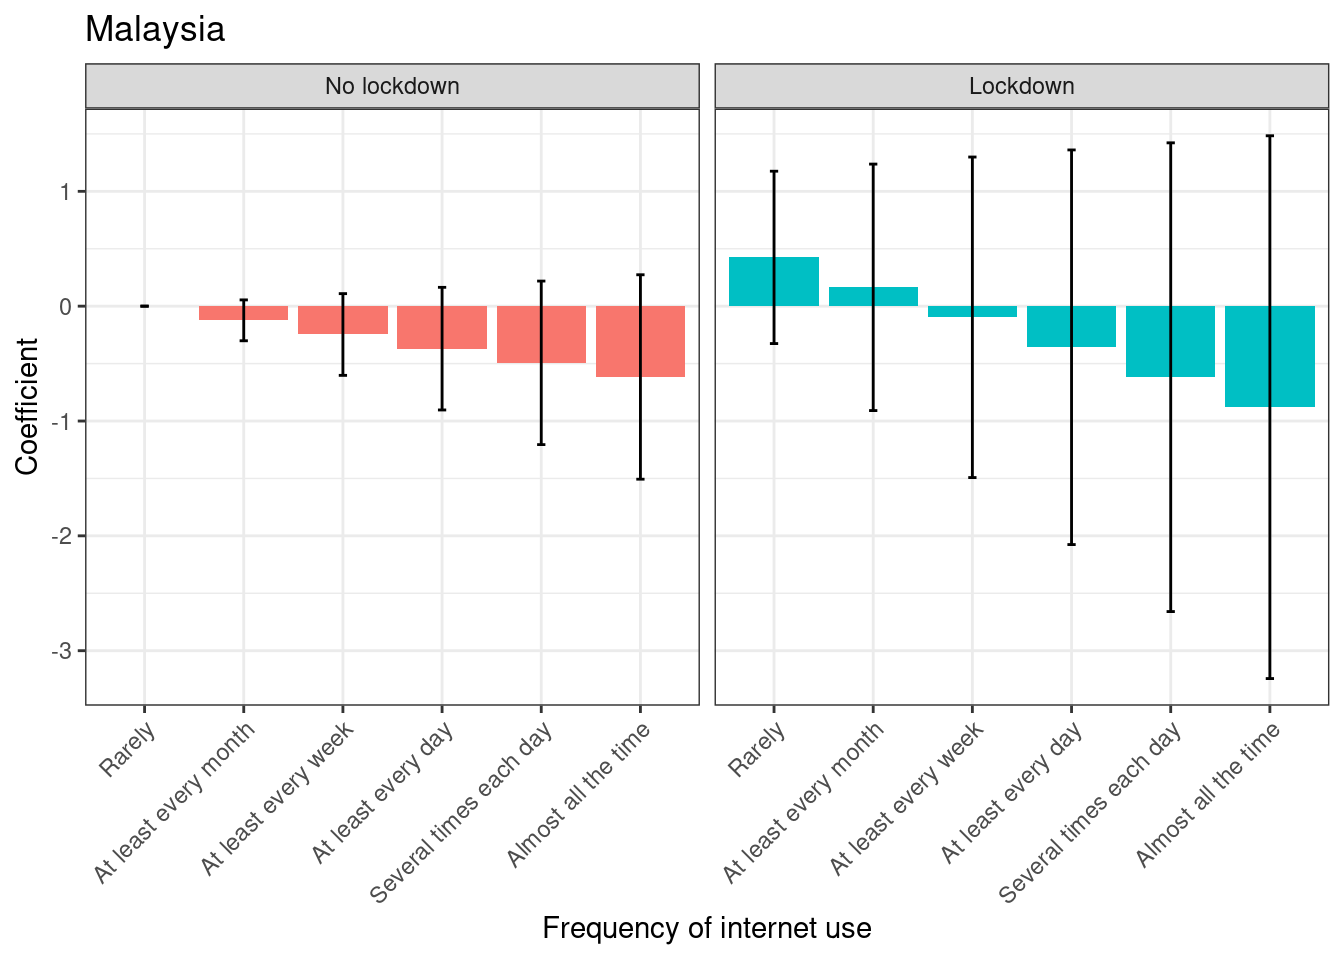 Malaysia
No lockdown
Lockdown
Coefficient
1
0
-1
-2
-3
Rarely
At least every month
At least every week
At least every day
Several times each day
Almost all the time
Rarely
At least every month
At least every week
At least every day
Several times each day
Almost all the time
Frequency of internet use